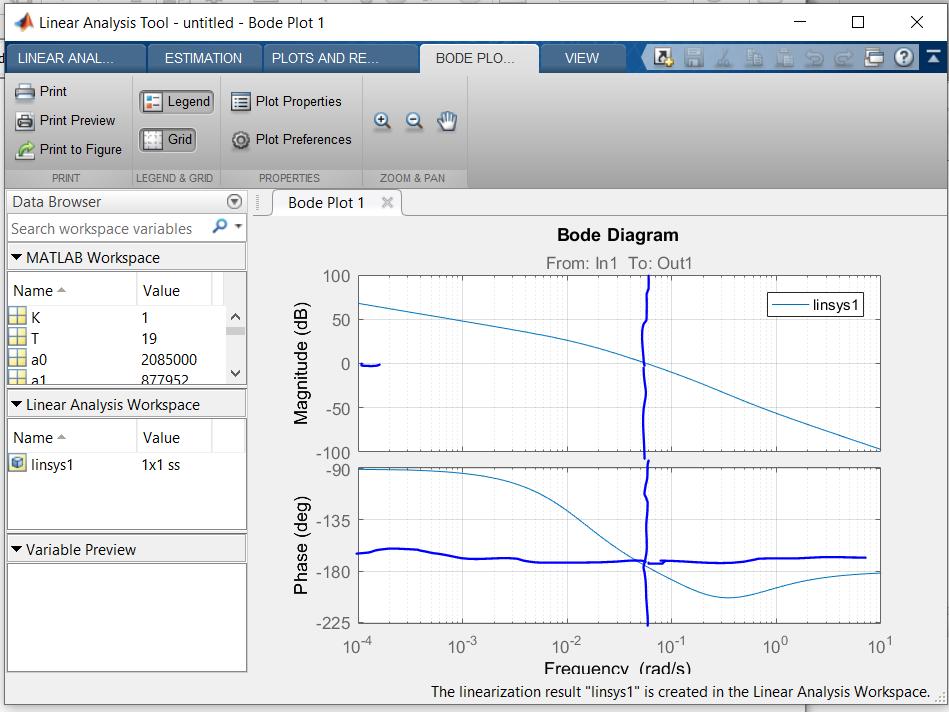 Linear Analysis Tool - untitled - Bode Plot 1
LINEAR ANAL... ESTIMATION PLOTS AND RE... BODE PLO... VIEW
Print
Print Preview
Print to Figure
PRINT
Legend
Grid
LEGEND & GRID
Plot Properties
Plot Preferences
PROPERTIES
ZOOM & PAN
Data Browser
Search workspace variables
MATLAB Workspace
Name Value
K 1
T 19
a0 2085000
a1 877952
Linear Analysis Workspace
Name Value
linsys1 1x1 ss
Variable Preview
Bode Plot 1
Bode Diagram
From: In1 To: Out1
Magnitude (dB)
100
50
0
-50
-100
linsys1
Phase (deg)
-90
-135
-180
-225
10-4 10-3 10-2 10-1 100 101
Frequency (rad/s)
The linearization result "linsys1" is created in the Linear Analysis Workspace.